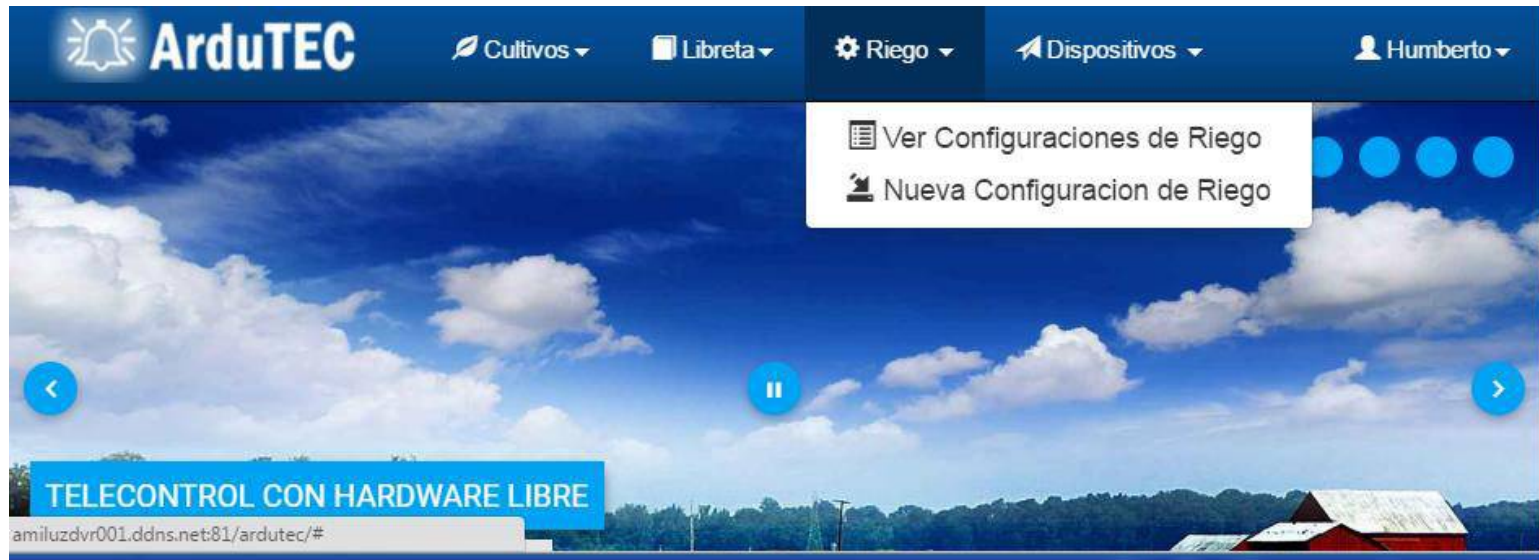 ArduTEC Cultivos Libreta Riego Dispositivos Humberto
Ver Configuraciones de Riego
Nueva Configuracion de Riego
TELECONTROL CON HARDWARE LIBRE
amiluzdvr001.ddns.net:81/ardutec/#